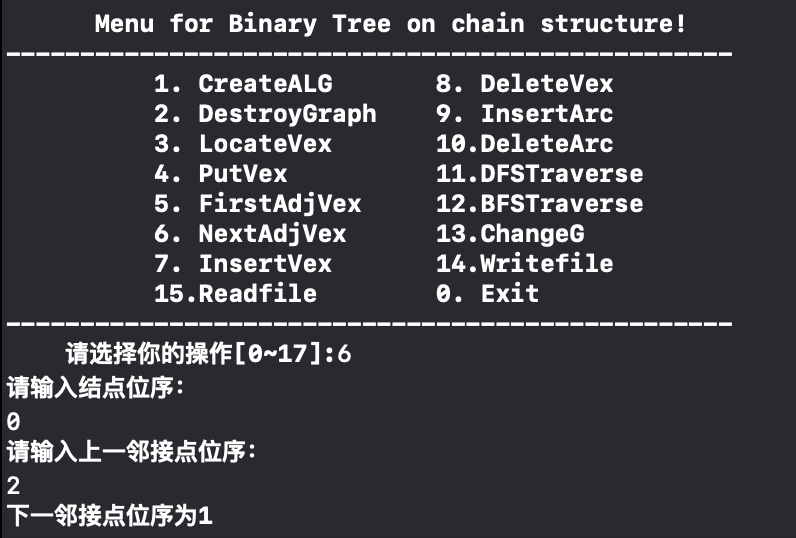 Menu for Binary Tree on chain structure!
-------------------------------------------------
1. CreateALG 8. DeleteVex
2. DestroyGraph 9. InsertArc
3. LocateVex 10.DeleteArc
4. PutVex 11.DFSTraverse
5. FirstAdjVex 12.BFSTraverse
6. NextAdjVex 13.ChangeG
7. InsertVex 14.Writefile
15.Readfile 0. Exit
-------------------------------------------------
请选择你的操作[0~17]:6
请输入结点位序：
0
请输入上一邻接点位序：
2
下一邻接点位序为1